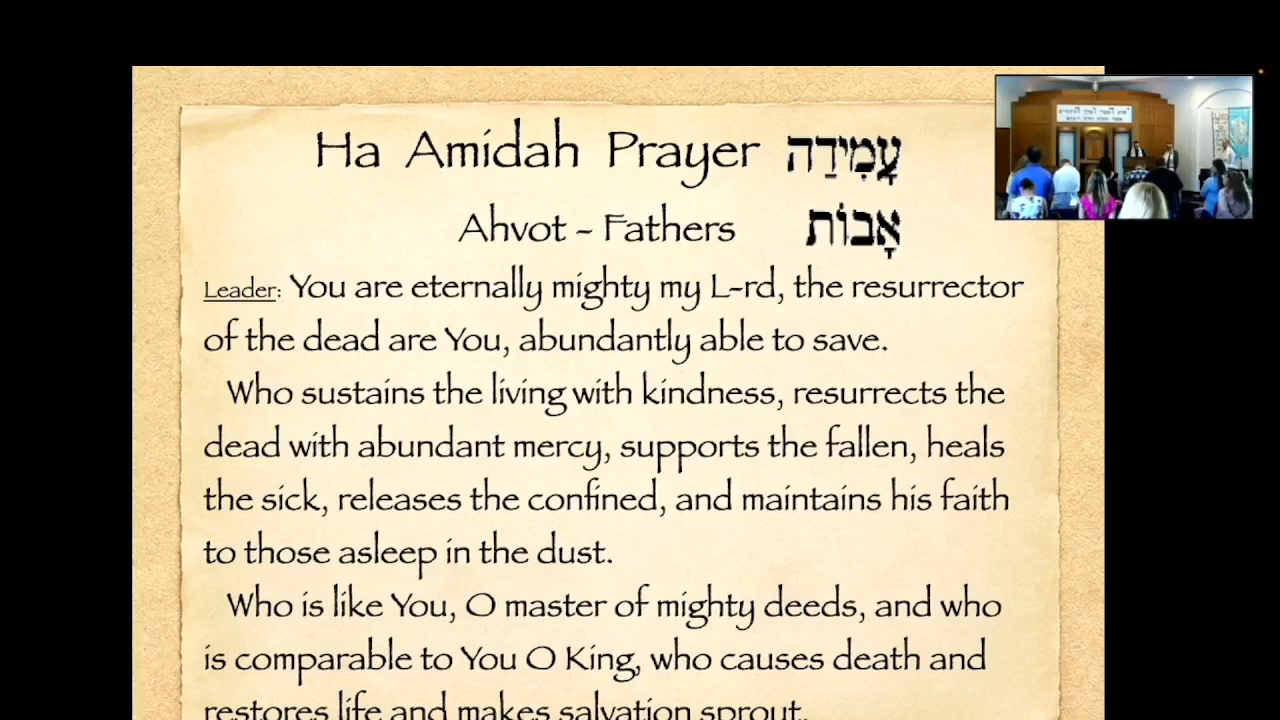 Ha Amidah Prayer עֲמִידָה
Ahvot - Fathers אָבוֹת
Leader: You are eternally mighty my L-rd, the resurrector
of the dead are You, abundantly able to save.
Who sustains the living with kindness, resurrects the
dead with abundant mercy, supports the fallen, heals
the sick, releases the confined, and maintains his faith
to those asleep in the dust.
Who is like You, O master of mighty deeds, and who
is comparable to You O King, who causes death and
restores life and makes salvation sprout.